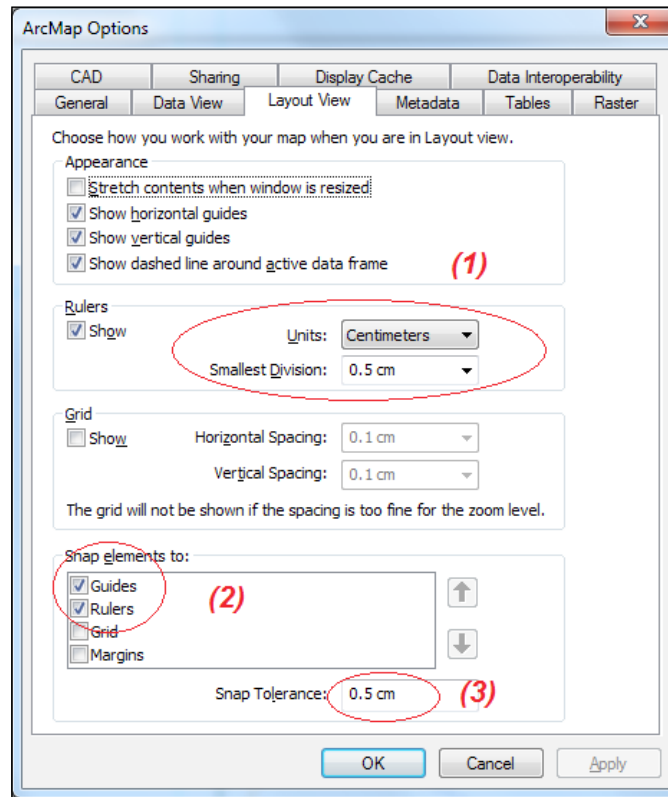 ArcMap Options
CAD Sharing Display Cache Data Interoperability
General Data View Layout View Metadata Tables Raster
Choose how you work with your map when you are in Layout view.
Appearance
Stretch contents when window is resized
Show horizontal guides
Show vertical guides
Show dashed line around active data frame
(1)
Rulers
Show Units: Centimeters
Smallest Division: 0.5 cm
Grid
Show Horizontal Spacing: 0.1 cm
Vertical Spacing: 0.1 cm
The grid will not be shown if the spacing is too fine for the zoom level.
Snap elements to:
Guides
(2)
Rulers
Grid
Margins
Snap Tolerance: 0.5 cm (3)
OK Cancel Apply